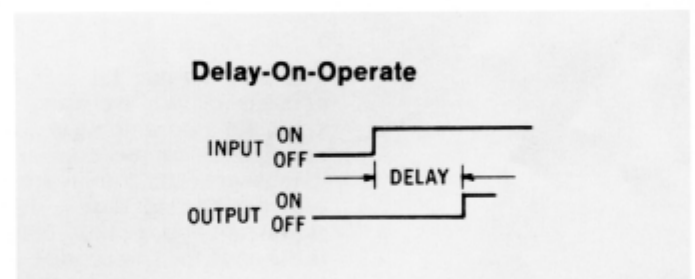 Delay-On-Operate
INPUT ON
OFF
DELAY
OUTPUT ON
OFF